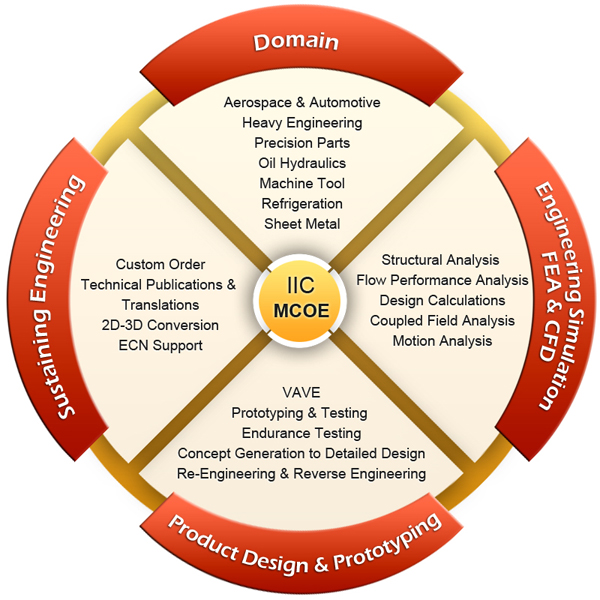 Domain
Aerospace & Automotive
Heavy Engineering
Precision Parts
Oil Hydraulics
Machine Tool
Refrigeration
Sheet Metal
Sustaining Engineering
Custom Order
Technical Publications &
Translations
2D-3D Conversion
ECN Support
IIC
MCOE
Structural Analysis
Flow Performance Analysis
Design Calculations
Coupled Field Analysis
Motion Analysis
Engineering Simulation
FEA & CFD
VAVE
Prototyping & Testing
Endurance Testing
Concept Generation to Detailed Design
Re-Engineering & Reverse Engineering
Product Design & Prototyping